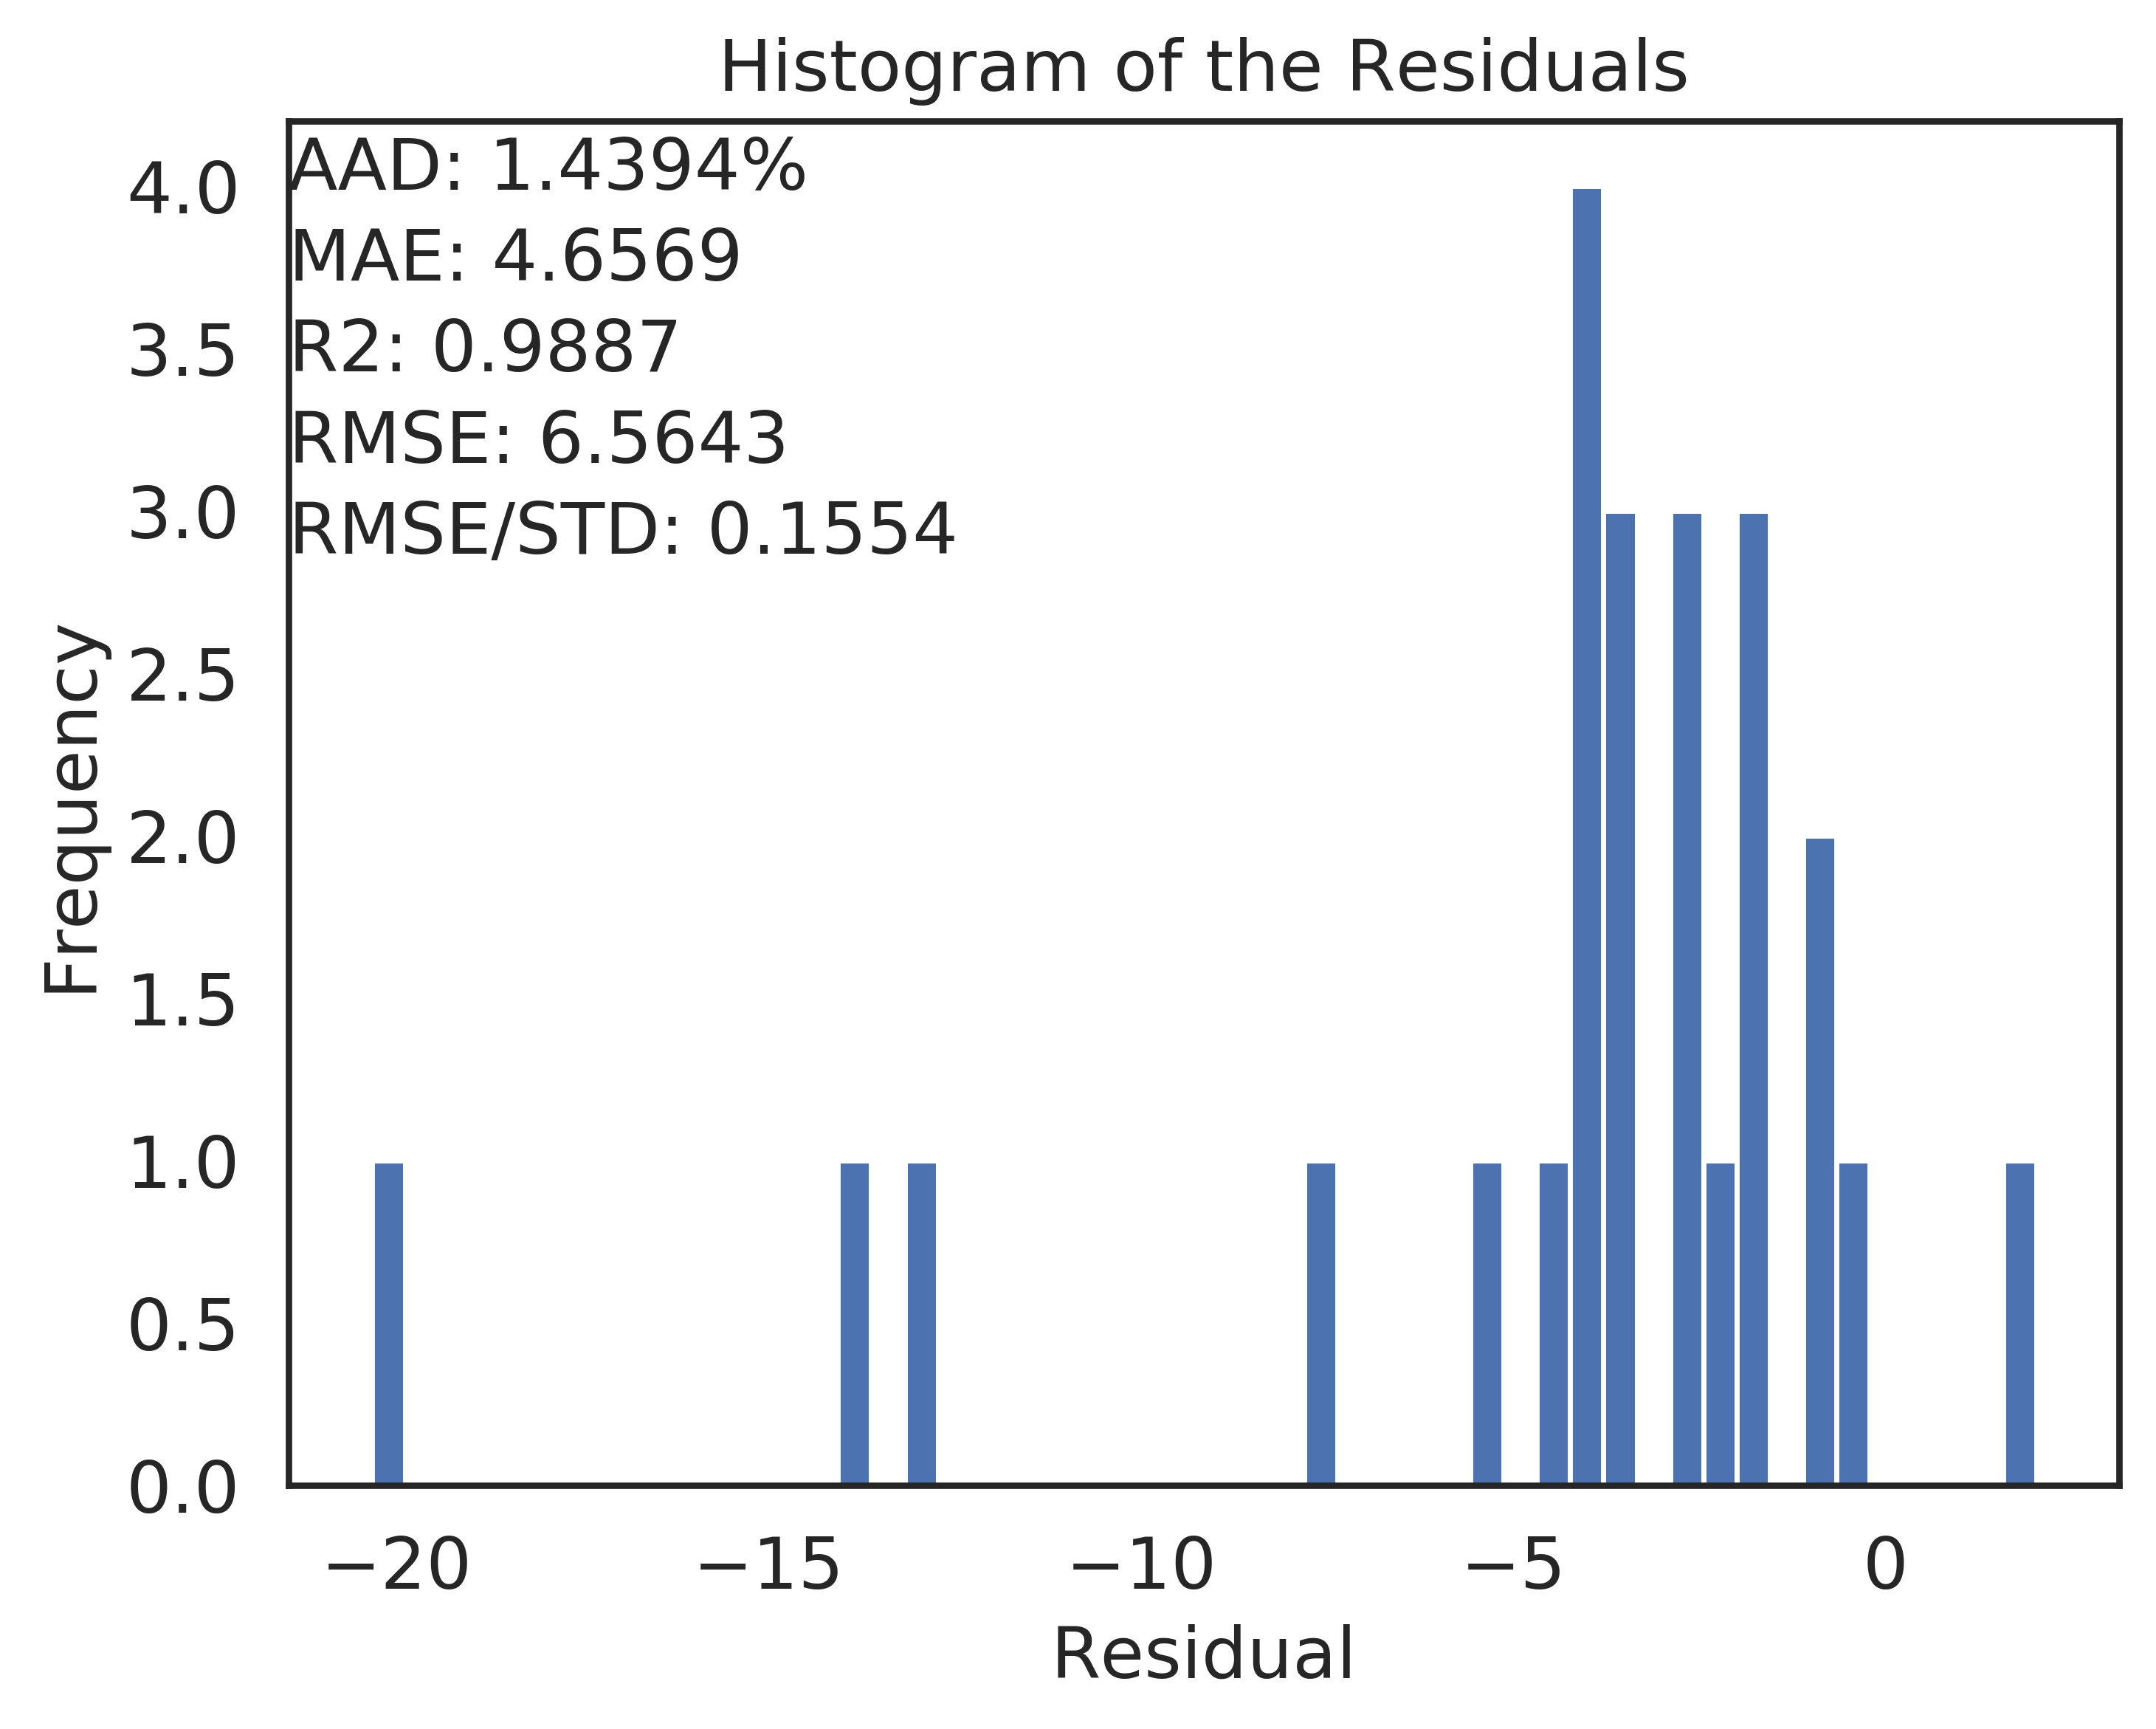 Histogram of the Residuals
AAD: 1.4394%
MAE: 4.6569
R2: 0.9887
RMSE: 6.5643
RMSE/STD: 0.1554
4.0
3.5
3.0
2.5
2.0
1.5
1.0
0.5
0.0
Frequency
−20 −15 −10 −5 0
Residual